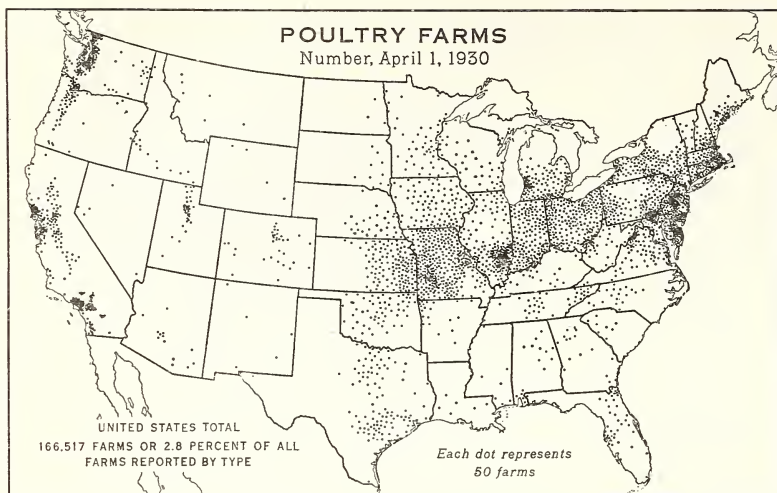 POULTRY FARMS
Number, April 1, 1930
UNITED STATES TOTAL
166,517 FARMS OR 2.8 PERCENT OF ALL
FARMS REPORTED BY TYPE
Each dot represents
50 farms